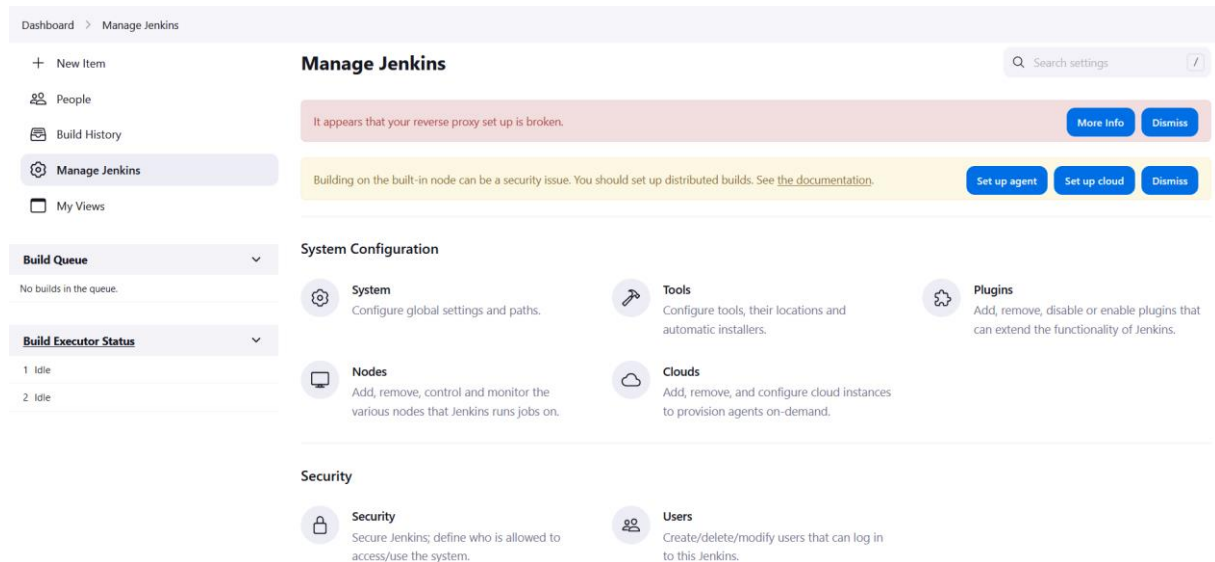 Dashboard > Manage Jenkins
+ New Item
People
Build History
Manage Jenkins
My Views
Build Queue
No builds in the queue.
Build Executor Status
1 Idle
2 Idle
Manage Jenkins
Search settings /
It appears that your reverse proxy set up is broken.
More Info
Dismiss
Building on the built-in node can be a security issue. You should set up distributed builds. See the documentation.
Set up agent
Set up cloud
Dismiss
System Configuration
System
Configure global settings and paths.
Tools
Configure tools, their locations and
automatic installers.
Plugins
Add, remove, disable or enable plugins that
can extend the functionality of Jenkins.
Nodes
Add, remove, control and monitor the
various nodes that Jenkins runs jobs on.
Clouds
Add, remove, and configure cloud instances
to provision agents on-demand.
Security
Security
Secure Jenkins; define who is allowed to
access/use the system.
Users
Create/delete/modify users that can log in
to this Jenkins.